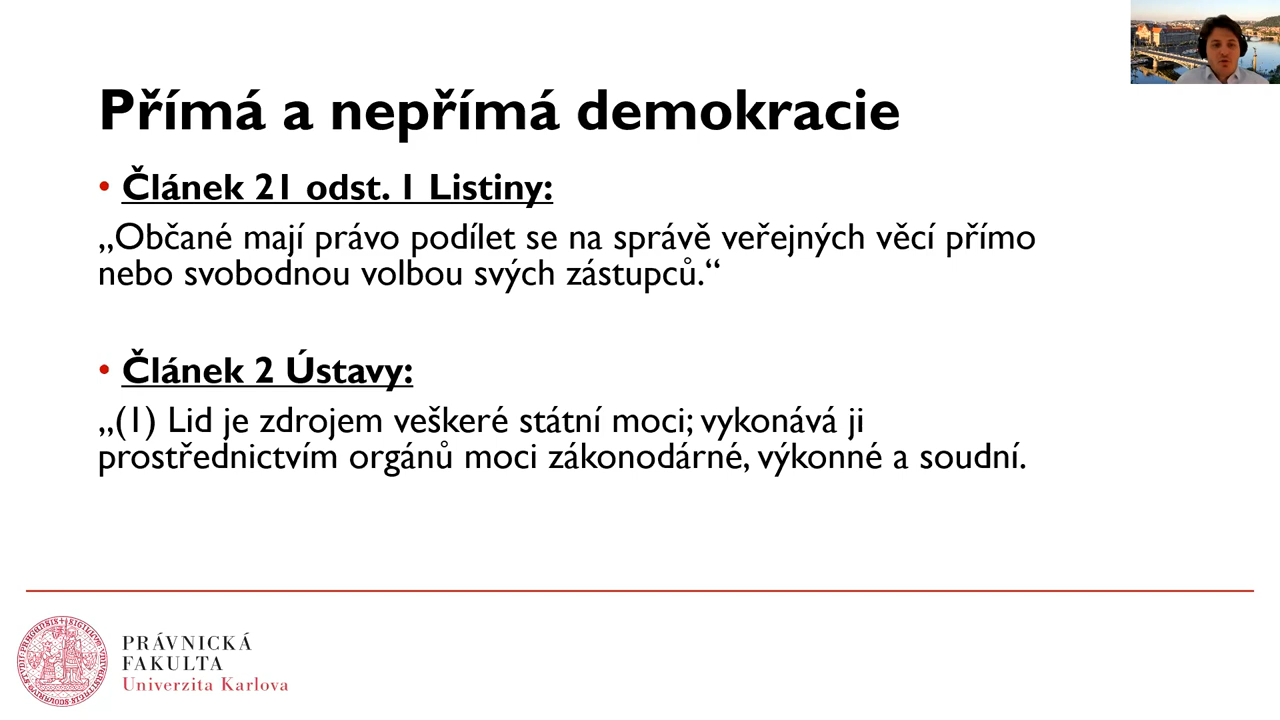 Přímá a nepřímá demokracie
• Článek 21 odst. 1 Listiny:
„Občané mají právo podílet se na správě veřejných věcí přímo
nebo svobodnou volbou svých zástupců.“
• Článek 2 Ústavy:
„(1) Lid je zdrojem veškeré státní moci; vykonává ji
prostřednictvím orgánů moci zákonodárné, výkonné a soudní.
PRÁVNICKÁ
FAKULTA
Univerzita Karlova